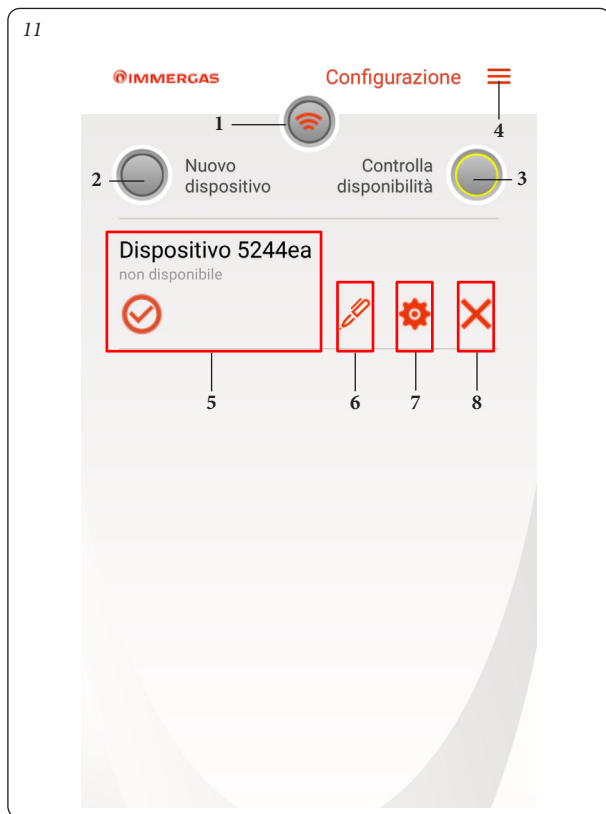 11
IMMERGAS
Configurazione
1
4
Nuovo
dispositivo
Controlla
disponibilità
2
3
Dispositivo 5244ea
non disponibile
5
6
7
8